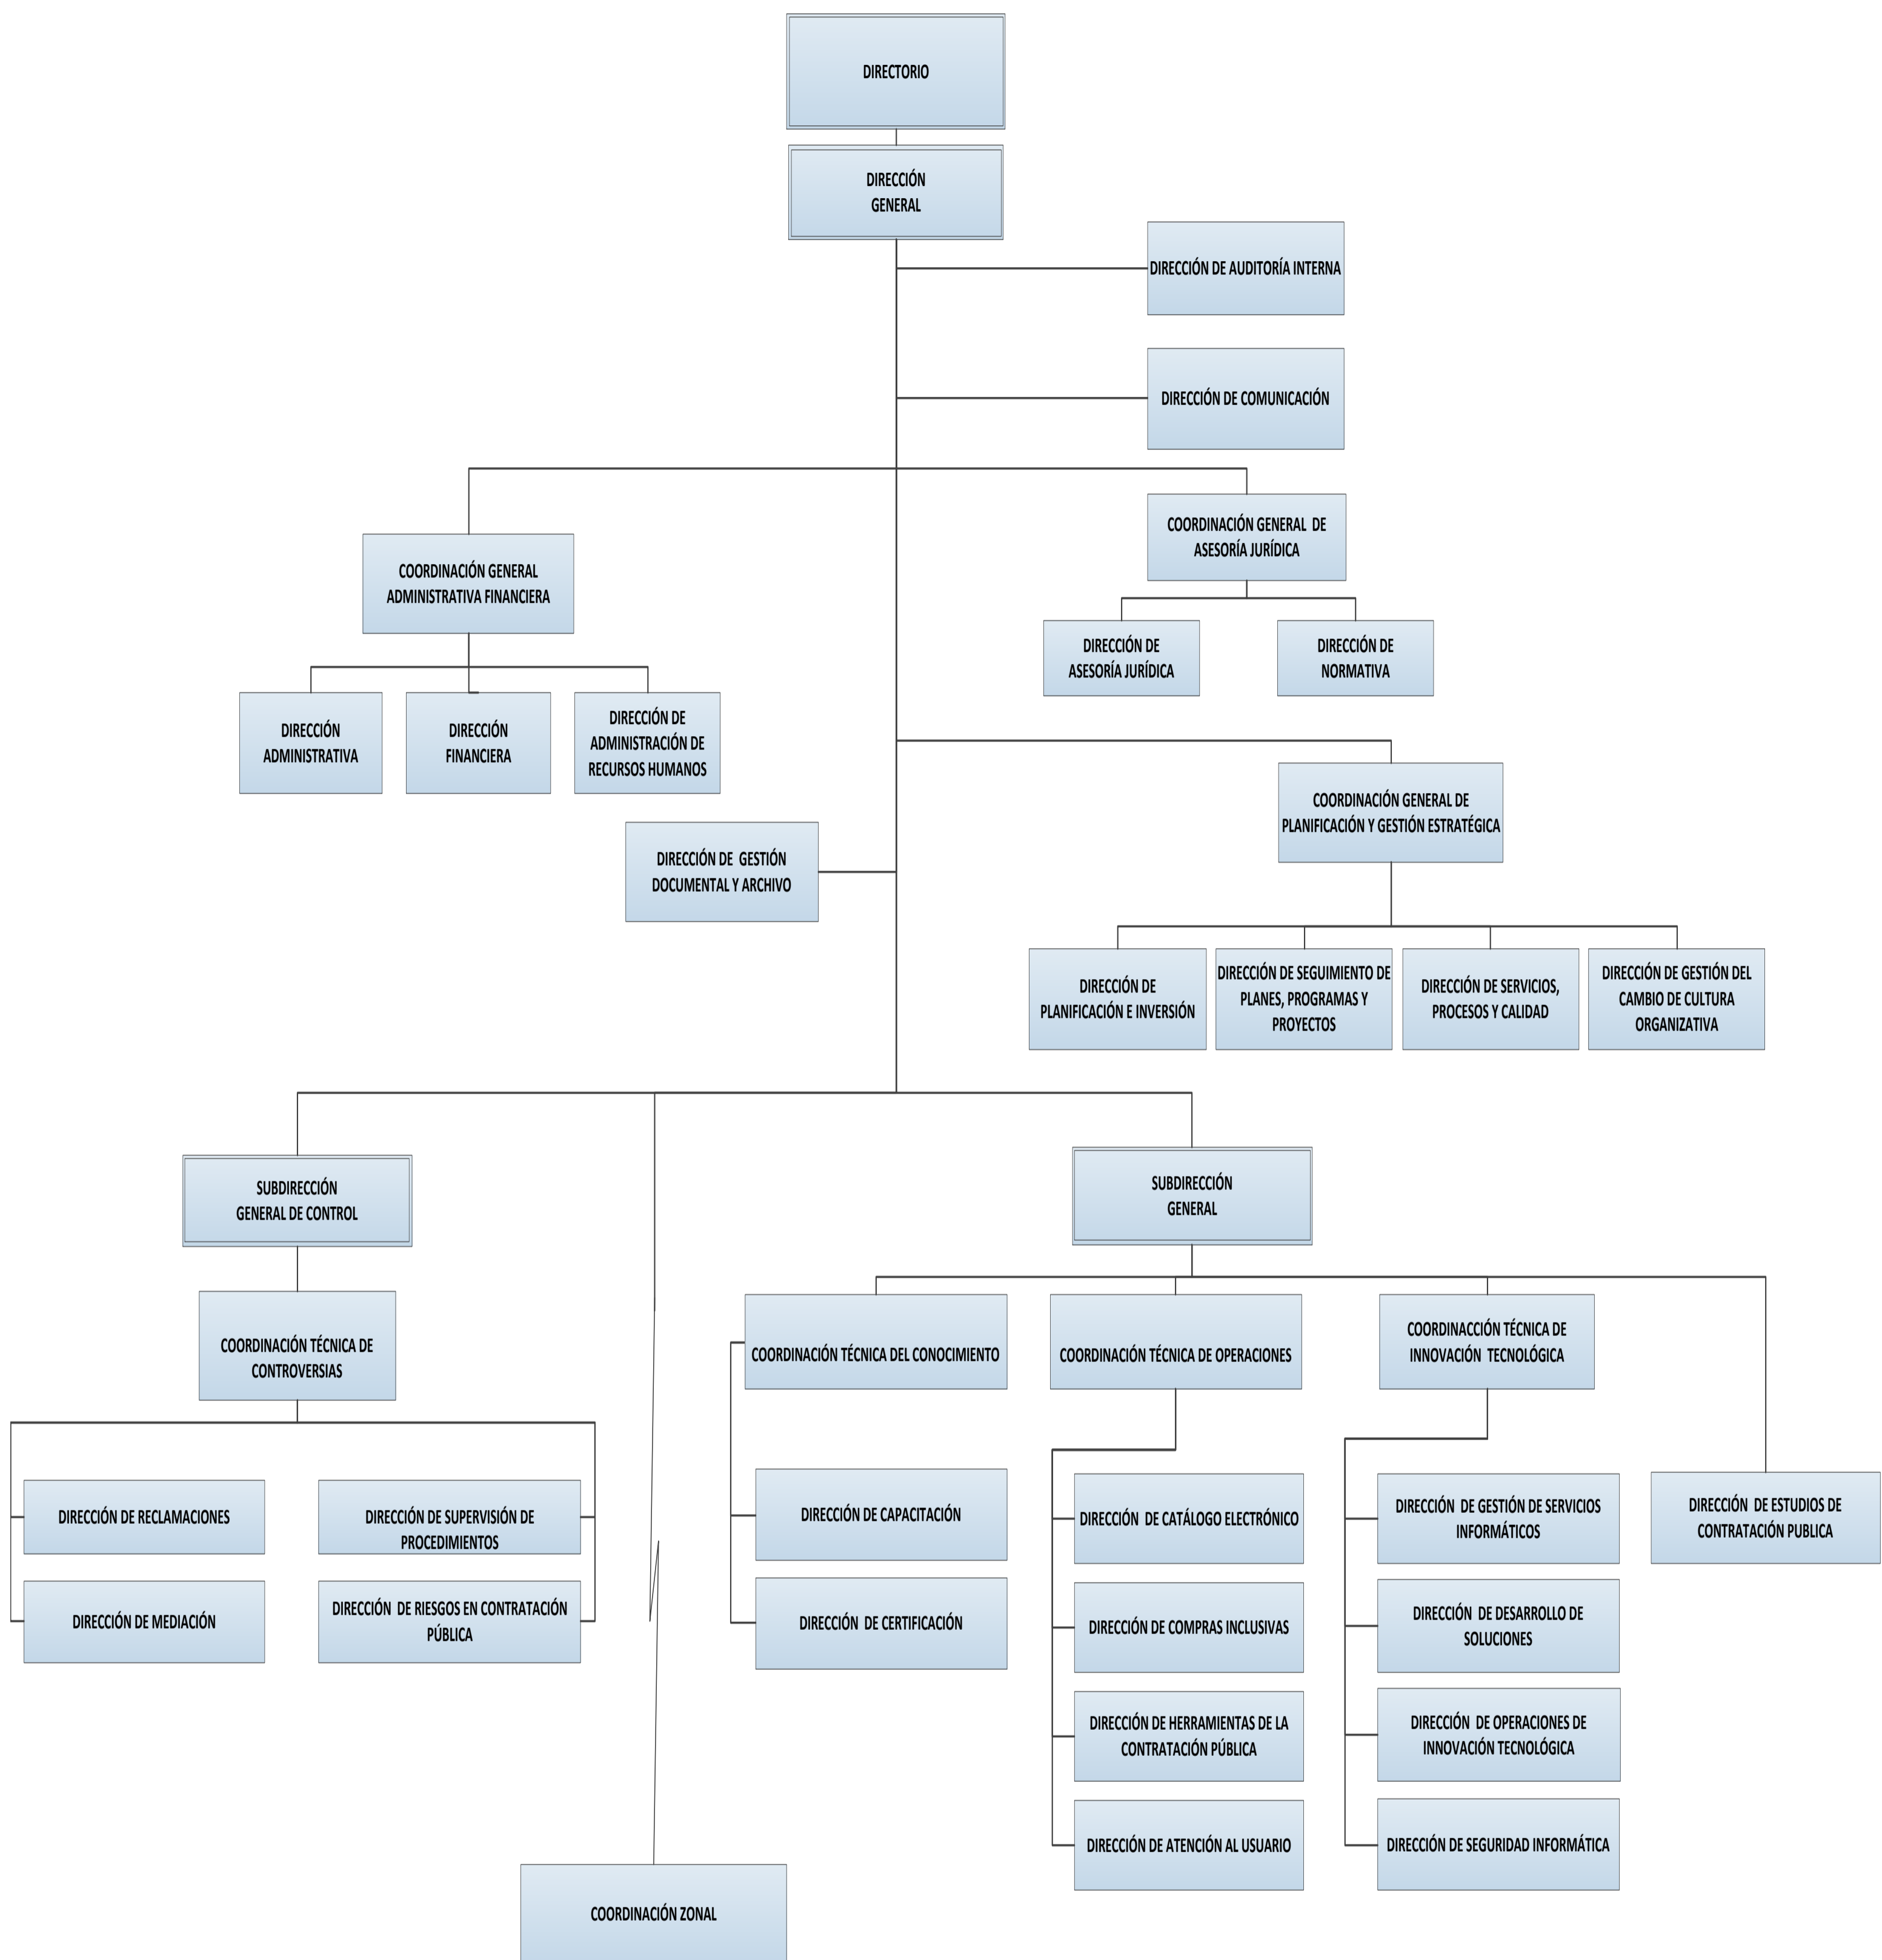 DIRECTORIO
DIRECCIÓN
GENERAL
DIRECCIÓN DE AUDITORÍA INTERNA
DIRECCIÓN DE COMUNICACIÓN
COORDINACIÓN GENERAL DE
ASESORÍA JURÍDICA
COORDINACIÓN GENERAL
ADMINISTRATIVA FINANCIERA
DIRECCIÓN DE
ASESORÍA JURÍDICA
DIRECCIÓN DE
NORMATIVA
DIRECCIÓN
ADMINISTRATIVA
DIRECCIÓN
FINANCIERA
DIRECCIÓN DE
ADMINISTRACIÓN DE
RECURSOS HUMANOS
COORDINACIÓN GENERAL DE
PLANIFICACIÓN Y GESTIÓN ESTRATÉGICA
DIRECCIÓN DE GESTIÓN
DOCUMENTAL Y ARCHIVO
DIRECCIÓN DE
PLANIFICACIÓN E INVERSIÓN
DIRECCIÓN DE SEGUIMIENTO DE
PLANES, PROGRAMAS Y
PROYECTOS
DIRECCIÓN DE SERVICIOS,
PROCESOS Y CALIDAD
DIRECCIÓN DE GESTIÓN DEL
CAMBIO DE CULTURA
ORGANIZATIVA
SUBDIRECCIÓN
GENERAL DE CONTROL
SUBDIRECCIÓN
GENERAL
COORDINACIÓN TÉCNICA DE
CONTROVERSIAS
COORDINACIÓN TÉCNICA DEL CONOCIMIENTO
COORDINACIÓN TÉCNICA DE OPERACIONES
COORDINACCIÓN TÉCNICA DE
INNOVACIÓN TECNOLÓGICA
DIRECCIÓN DE RECLAMACIONES
DIRECCIÓN DE SUPERVISIÓN DE
PROCEDIMIENTOS
DIRECCIÓN DE MEDIACIÓN
DIRECCIÓN DE RIESGOS EN CONTRATACIÓN
PÚBLICA
DIRECCIÓN DE CAPACITACIÓN
DIRECCIÓN DE CERTIFICACIÓN
DIRECCIÓN DE CATÁLOGO ELECTRÓNICO
DIRECCIÓN DE COMPRAS INCLUSIVAS
DIRECCIÓN DE HERRAMIENTAS DE LA
CONTRATACIÓN PÚBLICA
DIRECCIÓN DE ATENCIÓN AL USUARIO
DIRECCIÓN DE GESTIÓN DE SERVICIOS
INFORMÁTICOS
DIRECCIÓN DE DESARROLLO DE
SOLUCIONES
DIRECCIÓN DE OPERACIONES DE
INNOVACIÓN TECNOLÓGICA
DIRECCIÓN DE SEGURIDAD INFORMÁTICA
DIRECCIÓN DE ESTUDIOS DE
CONTRATACIÓN PUBLICA
COORDINACIÓN ZONAL